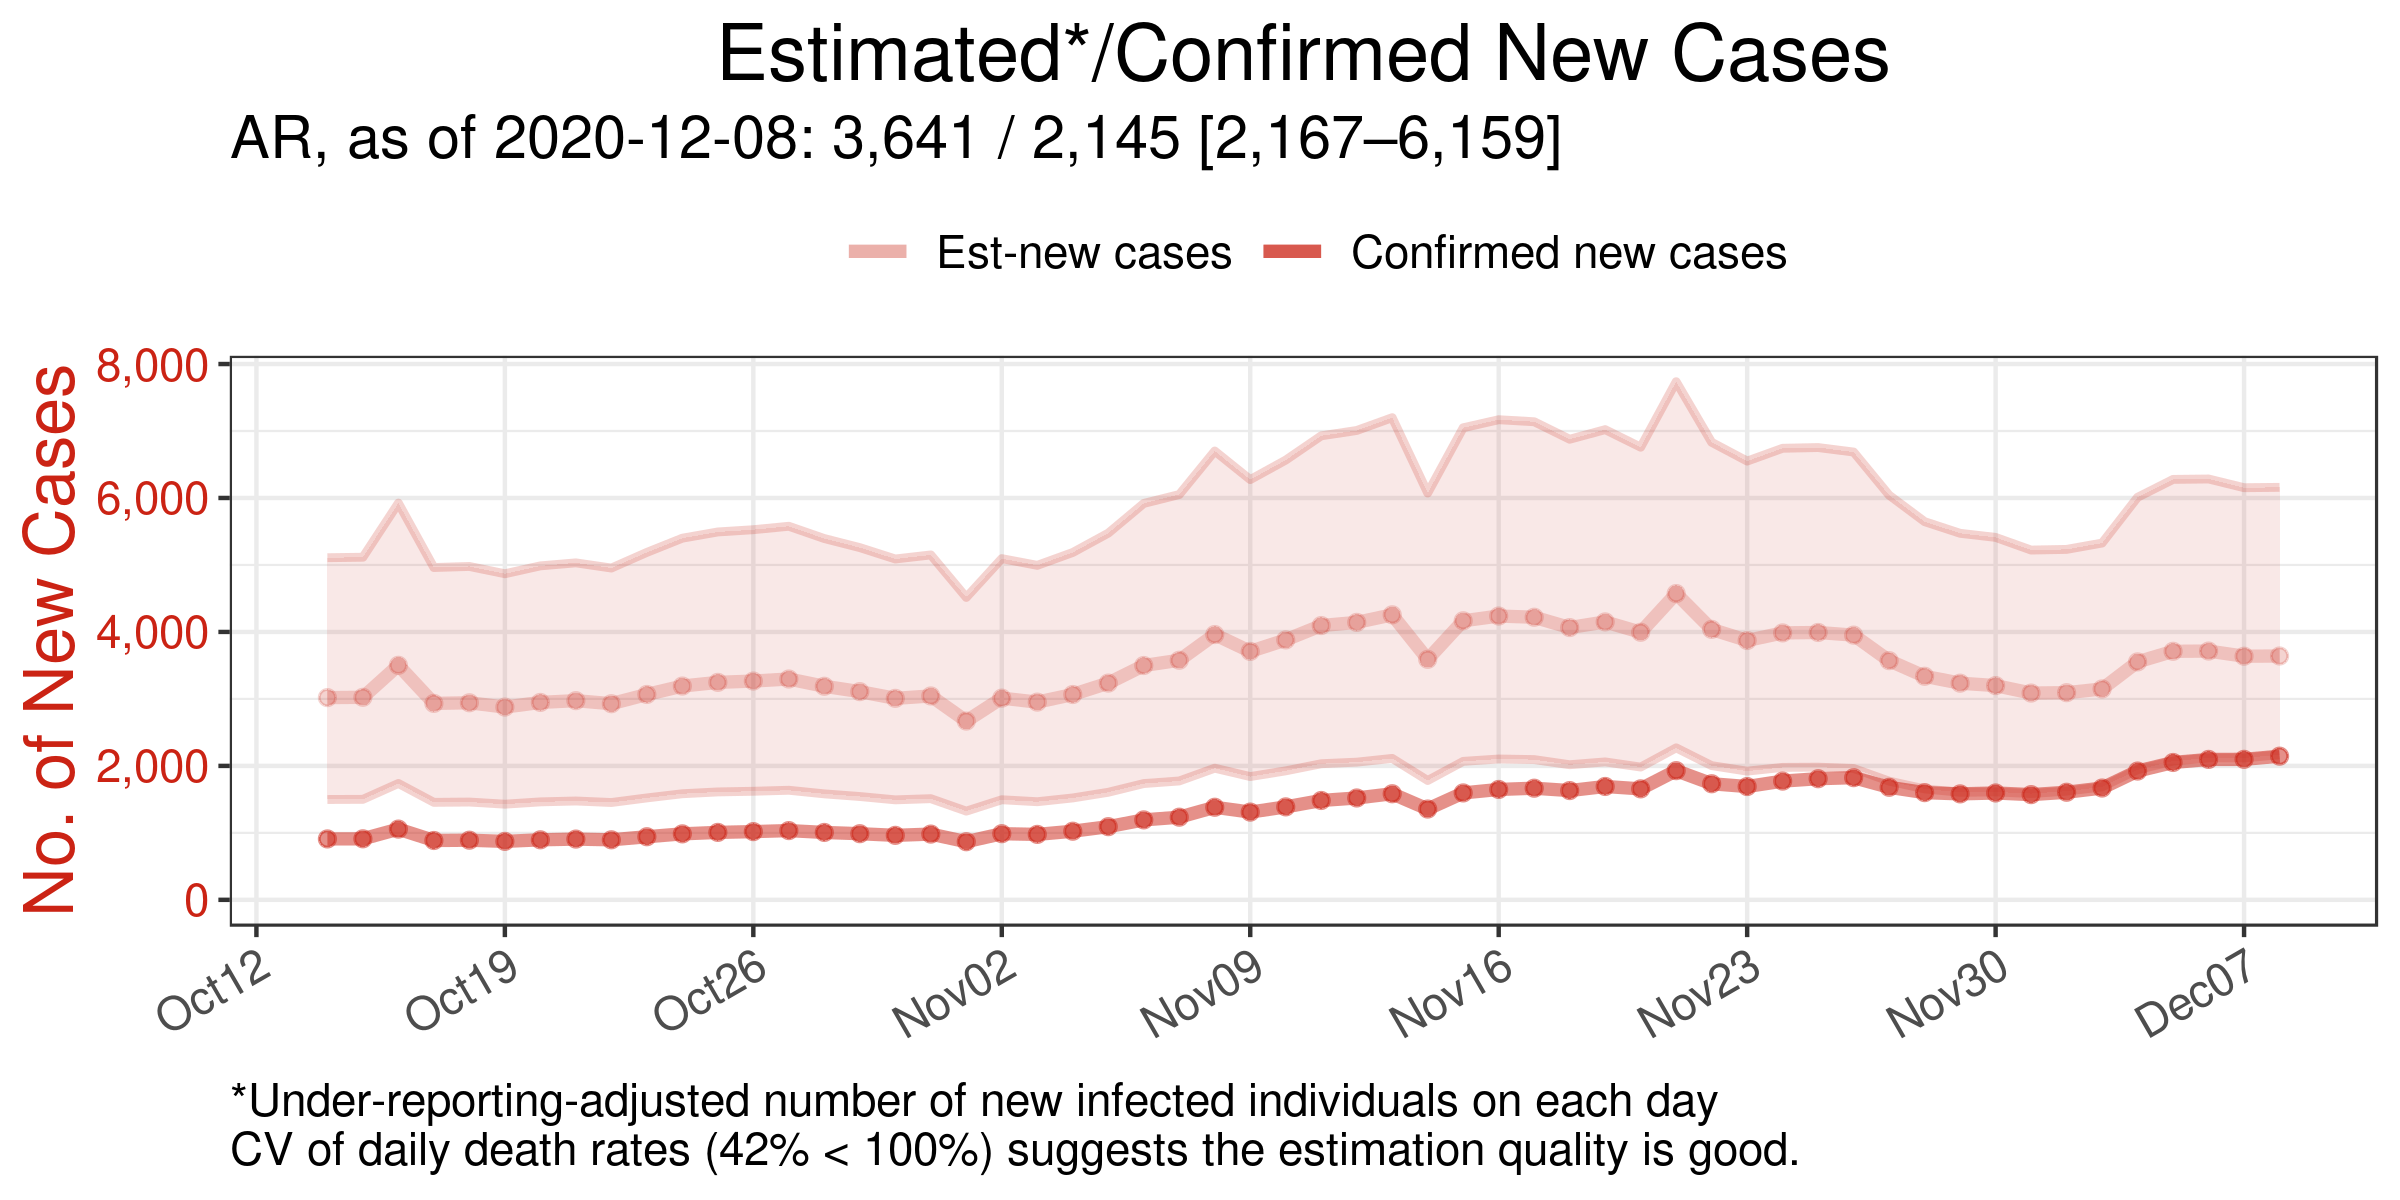 Estimated*/Confirmed New Cases
AR, as of 2020-12-08: 3,641 / 2,145 [2,167–6,159]
Est-new cases
Confirmed new cases
No. of New Cases
8,000
6,000
4,000
2,000
0
Oct12
Oct19
Oct26
Nov02
Nov09
Nov16
Nov23
Nov30
Dec07
*Under-reporting-adjusted number of new infected individuals on each day
CV of daily death rates (42% < 100%) suggests the estimation quality is good.